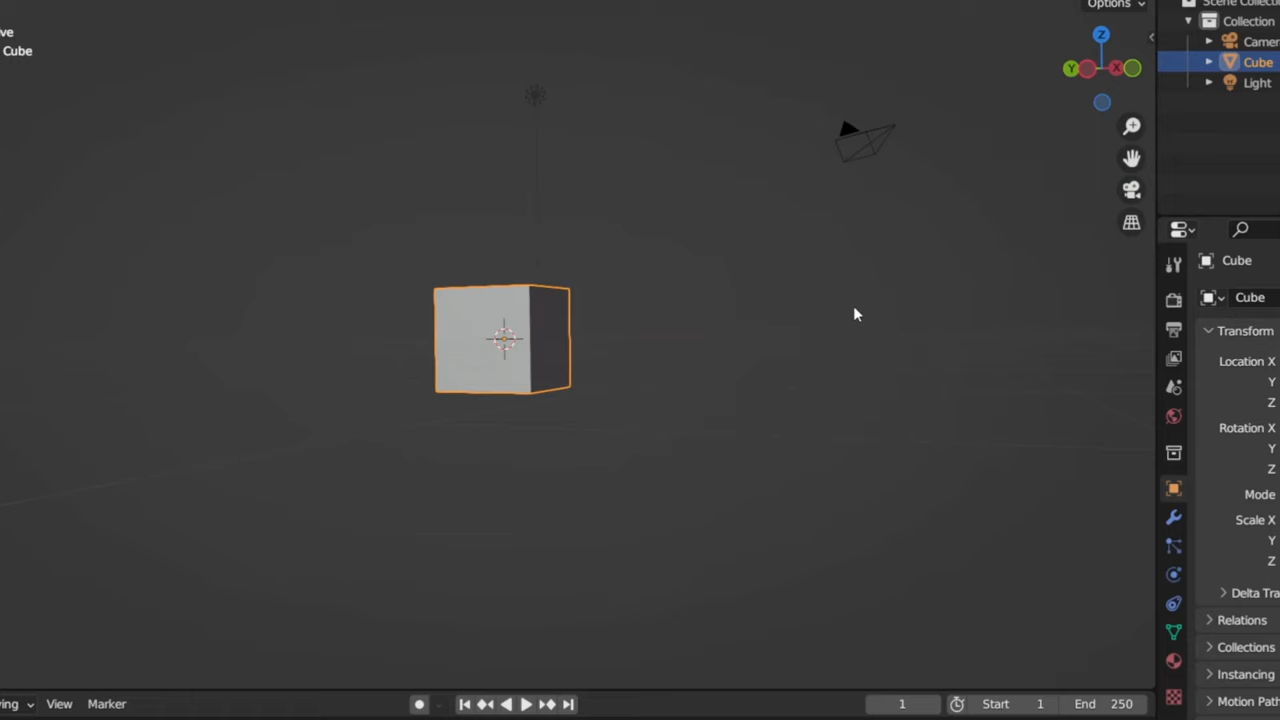 Options
Scene Collec
Collection
Camer
Cube
Light
ve
Cube
Z
Y
X
Cube
Cube
Transform
Location X
Y
Z
Rotation X
Y
Z
Mode
Scale X
Y
Z
Delta Tra
Relations
Collections
Instancing
Motion Path
ying View Marker 1 Start 1 End 250